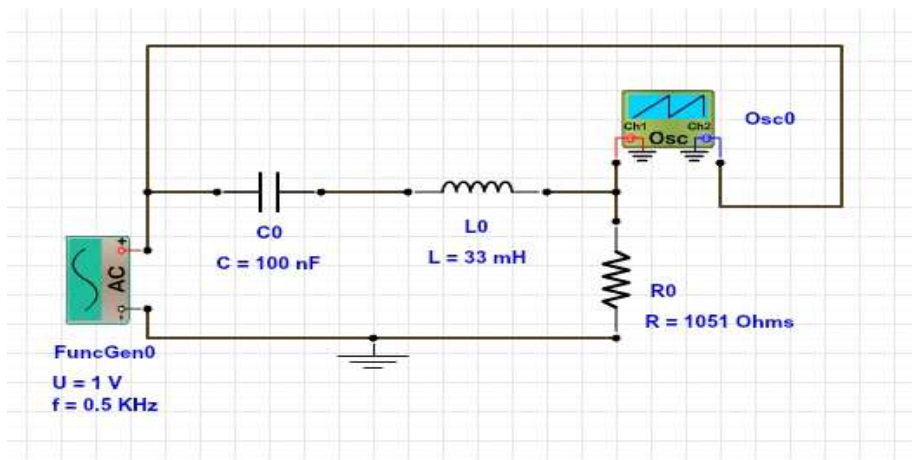 Ch1
Ch2
Osc
Osc0
C0
C = 100 nF
L0
L = 33 mH
+
AC
-
R0
R = 1051 Ohms
FuncGen0
U = 1 V
f = 0.5 KHz